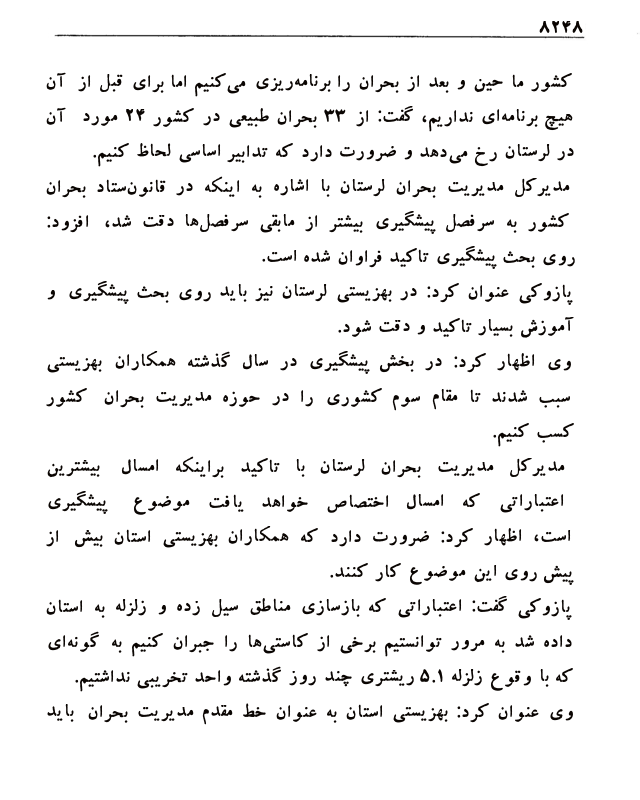 ۸۲۴۸
کشور ما حین و بعد از بحران را برنامه‌ریزی می‌کنیم اما برای قبل از آن
هیچ برنامه‌ای نداریم، گفت: از ۳۳ بحران طبیعی در کشور ۲۴ مورد آن
در لرستان رخ می‌دهد و ضرورت دارد که تدابیر اساسی لحاظ کنیم.
مدیرکل مدیریت بحران لرستان با اشاره به اینکه در قانون‌ستاد بحران
کشور به سرفصل پیشگیری بیشتر از مابقی سرفصل‌ها دقت شد، افزود:
روی بحث پیشگیری تاکید فراوان شده است.
پازوکی عنوان کرد: در بهزیستی لرستان نیز باید روی بحث پیشگیری و
آموزش بسیار تاکید و دقت شود.
وی اظهار کرد: در بخش پیشگیری در سال گذشته همکاران بهزیستی
سبب شدند تا مقام سوم کشوری را در حوزه مدیریت بحران کشور
کسب کنیم.
مدیرکل مدیریت بحران لرستان با تاکید براینکه امسال بیشترین
اعتباراتی که امسال اختصاص خواهد یافت موضوع پیشگیری
است، اظهار کرد: ضرورت دارد که همکاران بهزیستی استان بیش از
پیش روی این موضوع کار کنند.
پازوکی گفت: اعتباراتی که بازسازی مناطق سیل زده و زلزله به استان
داده شد به مرور توانستیم برخی از کاستی‌ها را جبران کنیم به گونه‌ای
که با وقوع زلزله ۵.۱ ریشتری چند روز گذشته واحد تخریبی نداشتیم.
وی عنوان کرد: بهزیستی استان به عنوان خط مقدم مدیریت بحران باید